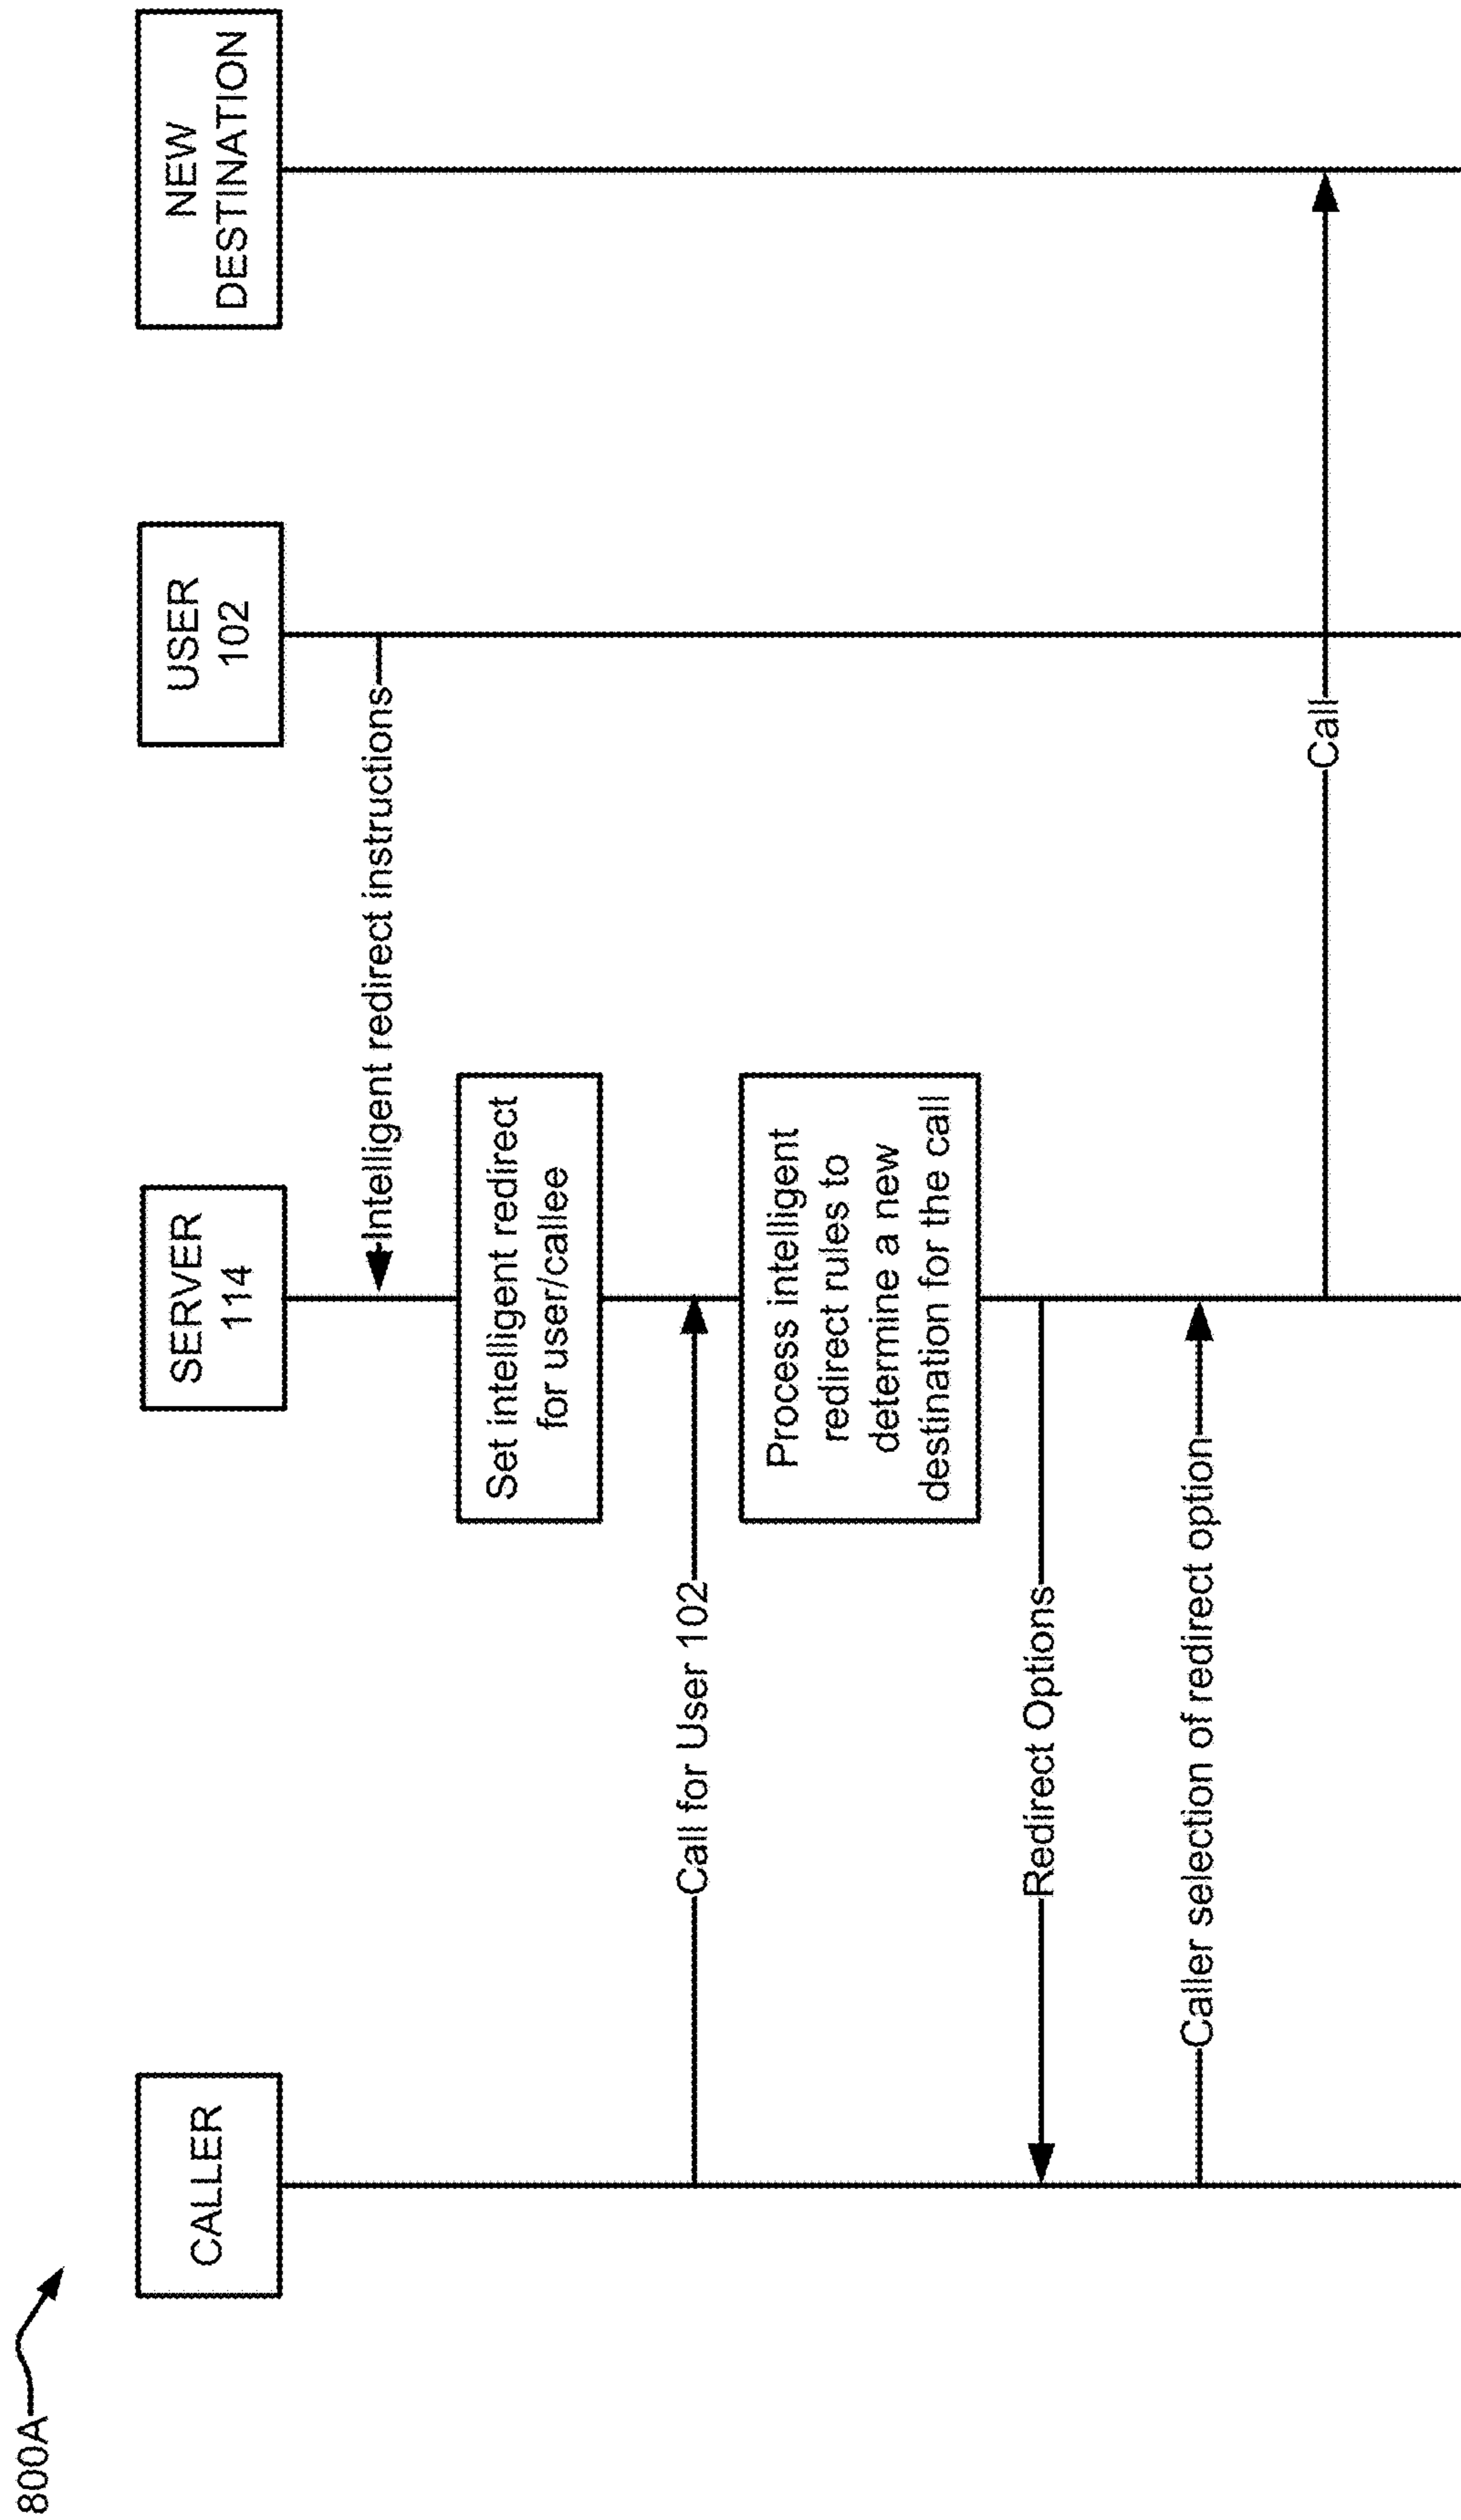 800A
CALLER
SERVER
114
USER
102
NEW
DESTINATION
Intelligent redirect instructions
Set intelligent redirect
for user/callee
Call for User 102
Process intelligent
redirect rules to
determine a new
destination for the call
Redirect Options
Caller selection of redirect option
Call